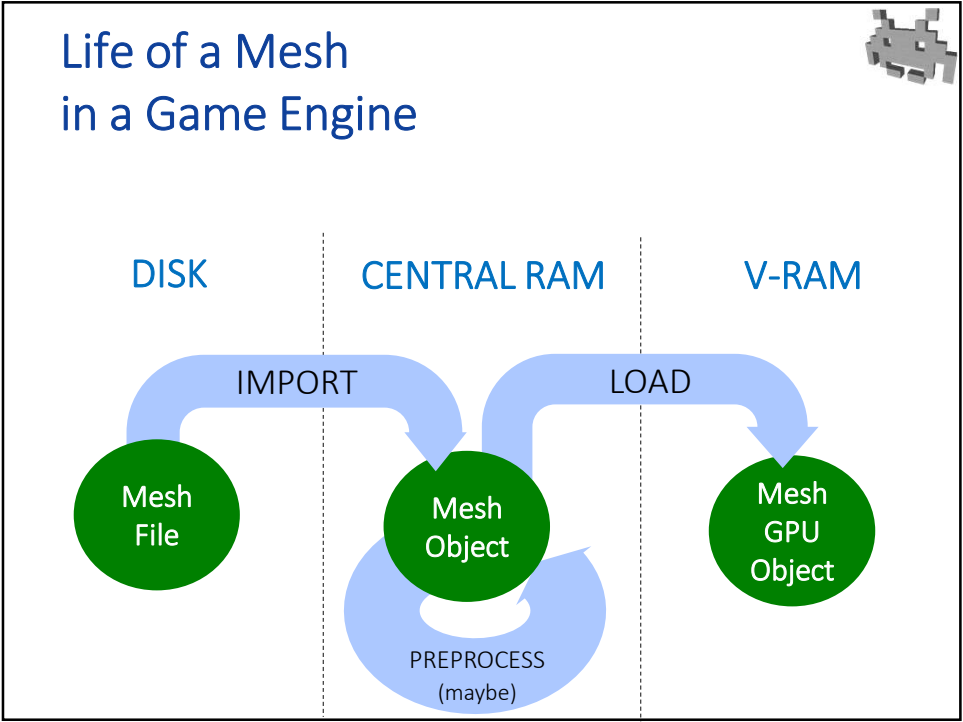 Life of a Mesh
in a Game Engine
DISK
CENTRAL RAM
V-RAM
IMPORT
LOAD
Mesh
File
Mesh
Object
Mesh
GPU
Object
PREPROCESS
(maybe)